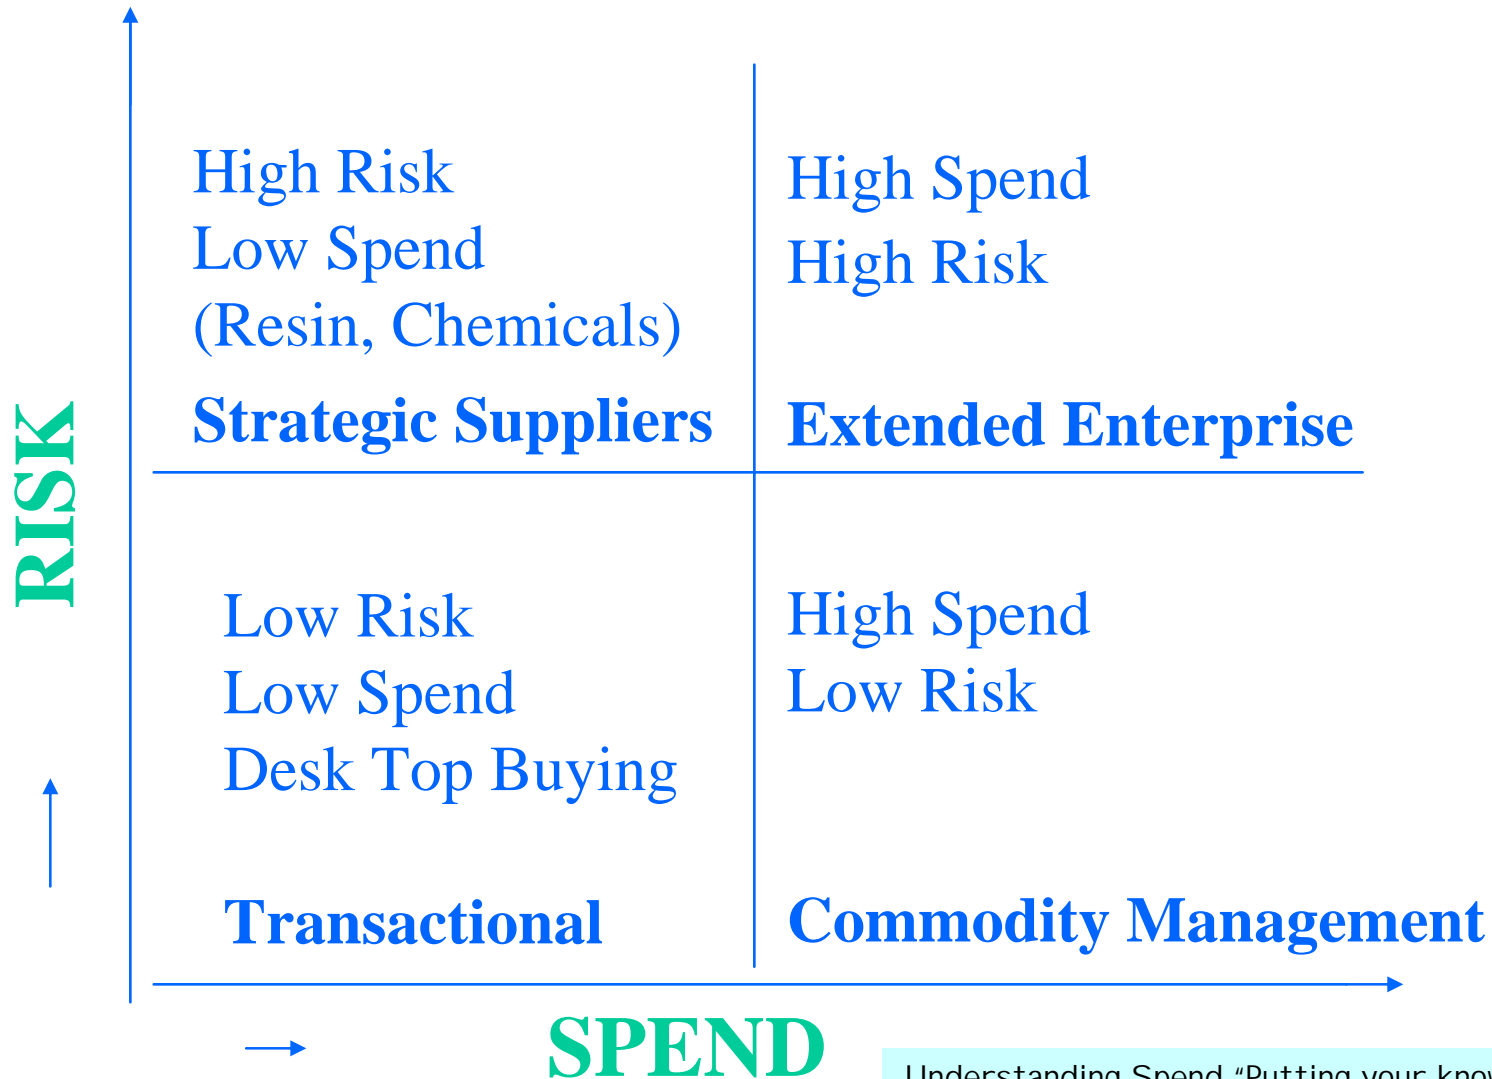 High Risk
Low Spend
(Resin, Chemicals)
Strategic Suppliers
High Spend
High Risk
Extended Enterprise
RISK
Low Risk
Low Spend
Desk Top Buying
Transactional
High Spend
Low Risk
Commodity Management
SPEND
Understanding Spend “Putting your